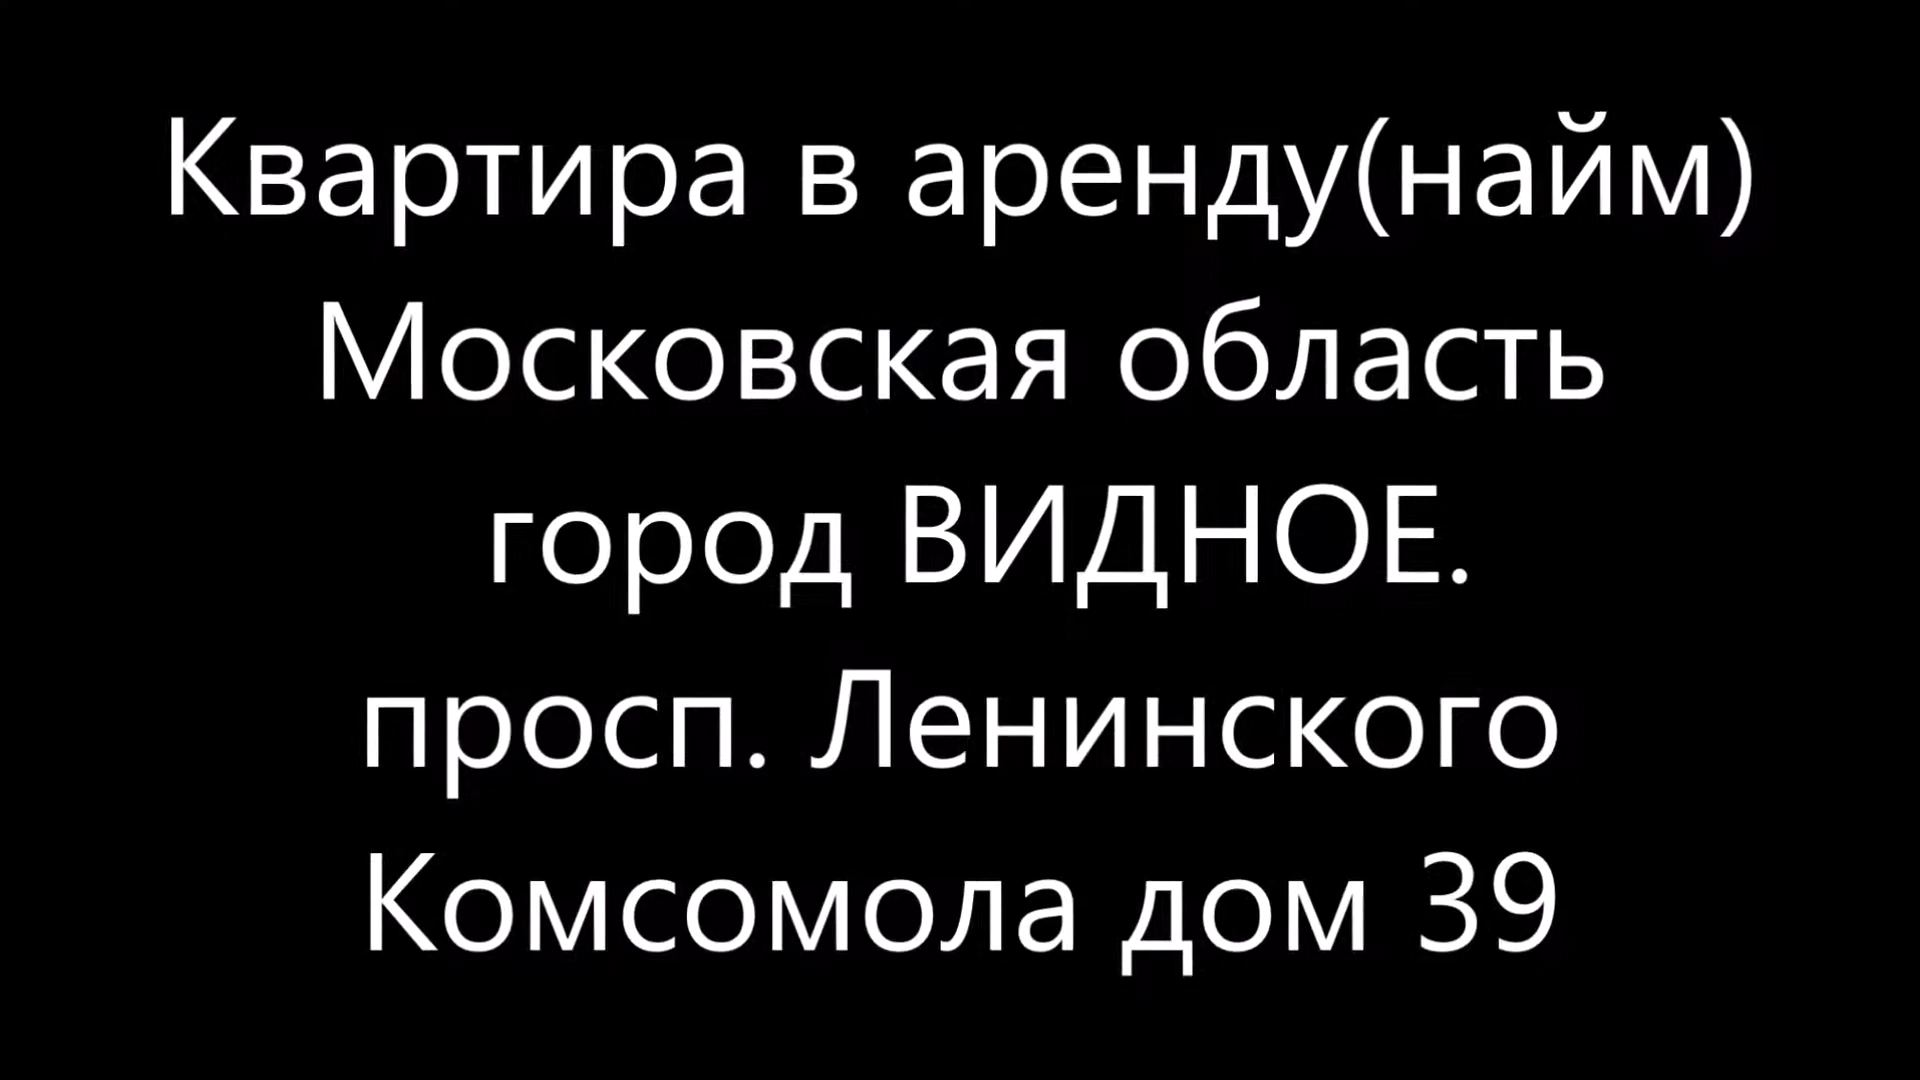 Квартира в аренду(найм)
Московская область
город ВИДНОЕ.
просп. Ленинского
Комсомола дом 39